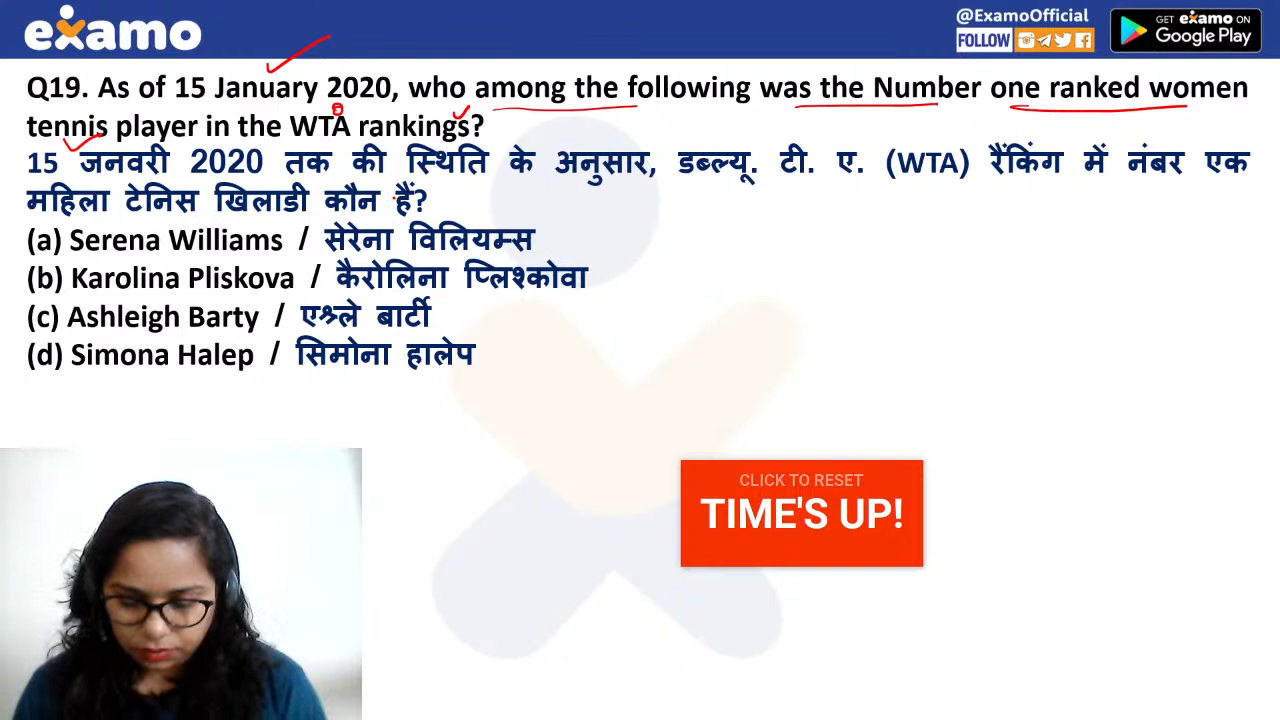 examo
@ExamoOfficial
FOLLOW
GET examo ON
Google Play
Q19. As of 15 January 2020, who among the following was the Number one ranked women
tennis player in the WTA rankings?
15 जनवरी 2020 तक की स्थिति के अनुसार, डब्ल्यू. टी. ए. (WTA) रैंकिंग में नंबर एक
महिला टेनिस खिलाडी कौन हैं?
(a) Serena Williams / सेरेना विलियम्स
(b) Karolina Pliskova / कैरोलिना प्लिश्कोवा
(c) Ashleigh Barty / एश्ले बार्टी
(d) Simona Halep / सिमोना हालेप
CLICK TO RESET
TIME'S UP!